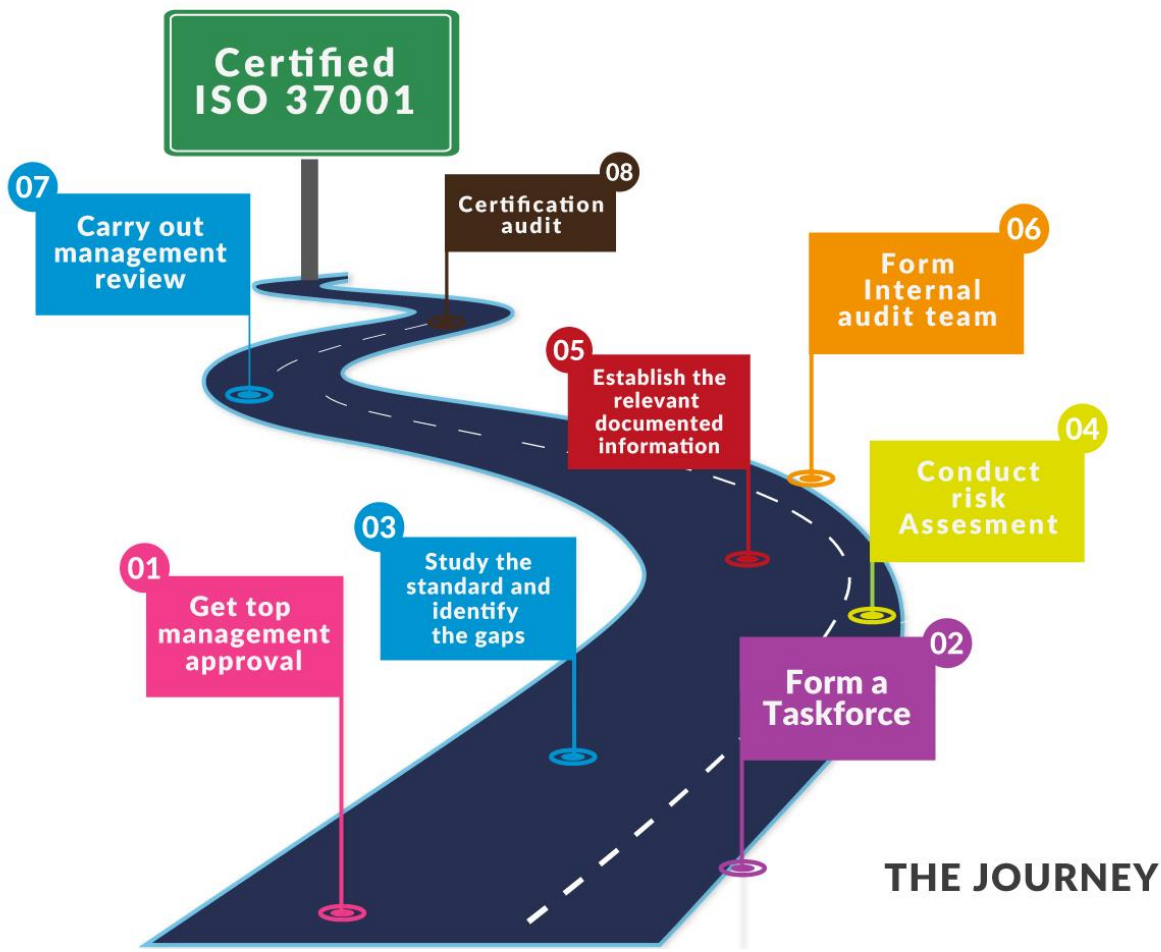 Certified
ISO 37001
07
Carry out
management
review
08
Certification
audit
06
Form
Internal
audit team
05
Establish the
relevant
documented
information
04
Conduct
risk
Assesment
03
Study the
standard and
identify
the gaps
01
Get top
management
approval
02
Form a
Taskforce
THE JOURNEY